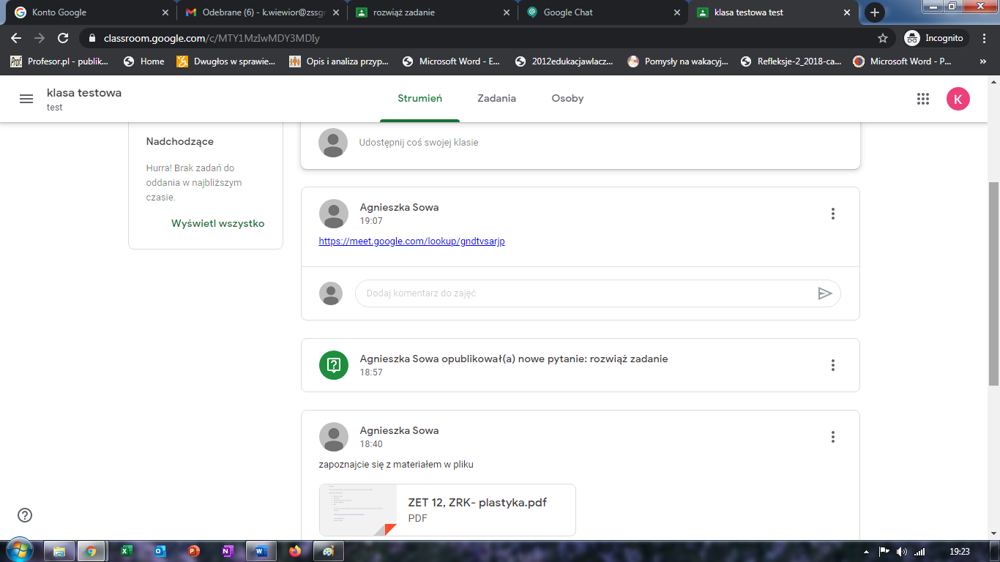 Konto Google
Odebrane (6) - k.wiewior@zssgr
rozwiąż zadanie
Google Chat
klasa testowa test
classroom.google.com/c/MTY1MzIwMDY3MDIy
Incognito
Profesor.pl - publik...
Home
Dwugłos w sprawie...
Opis i analiza przyp...
Microsoft Word - E...
2012edukacjawlacz...
Pomysły na wakacyj...
Refleksje-2_2018-ca...
Microsoft Word - P...
»
klasa testowa
test
Strumień
Zadania
Osoby
K
Nadchodzące
Hurra! Brak zadań do
oddania w najbliższym
czasie.
Wyświetl wszystko
Udostępnij coś swojej klasie
Agnieszka Sowa
19:07
https://meet.google.com/lookup/gndtvsarjp
Dodaj komentarz do zajęć
Agnieszka Sowa opublikował(a) nowe pytanie: rozwiąż zadanie
18:57
Agnieszka Sowa
18:40
zapoznajcie się z materiałem w pliku
ZET 12, ZRK- plastyka.pdf
PDF
19:23